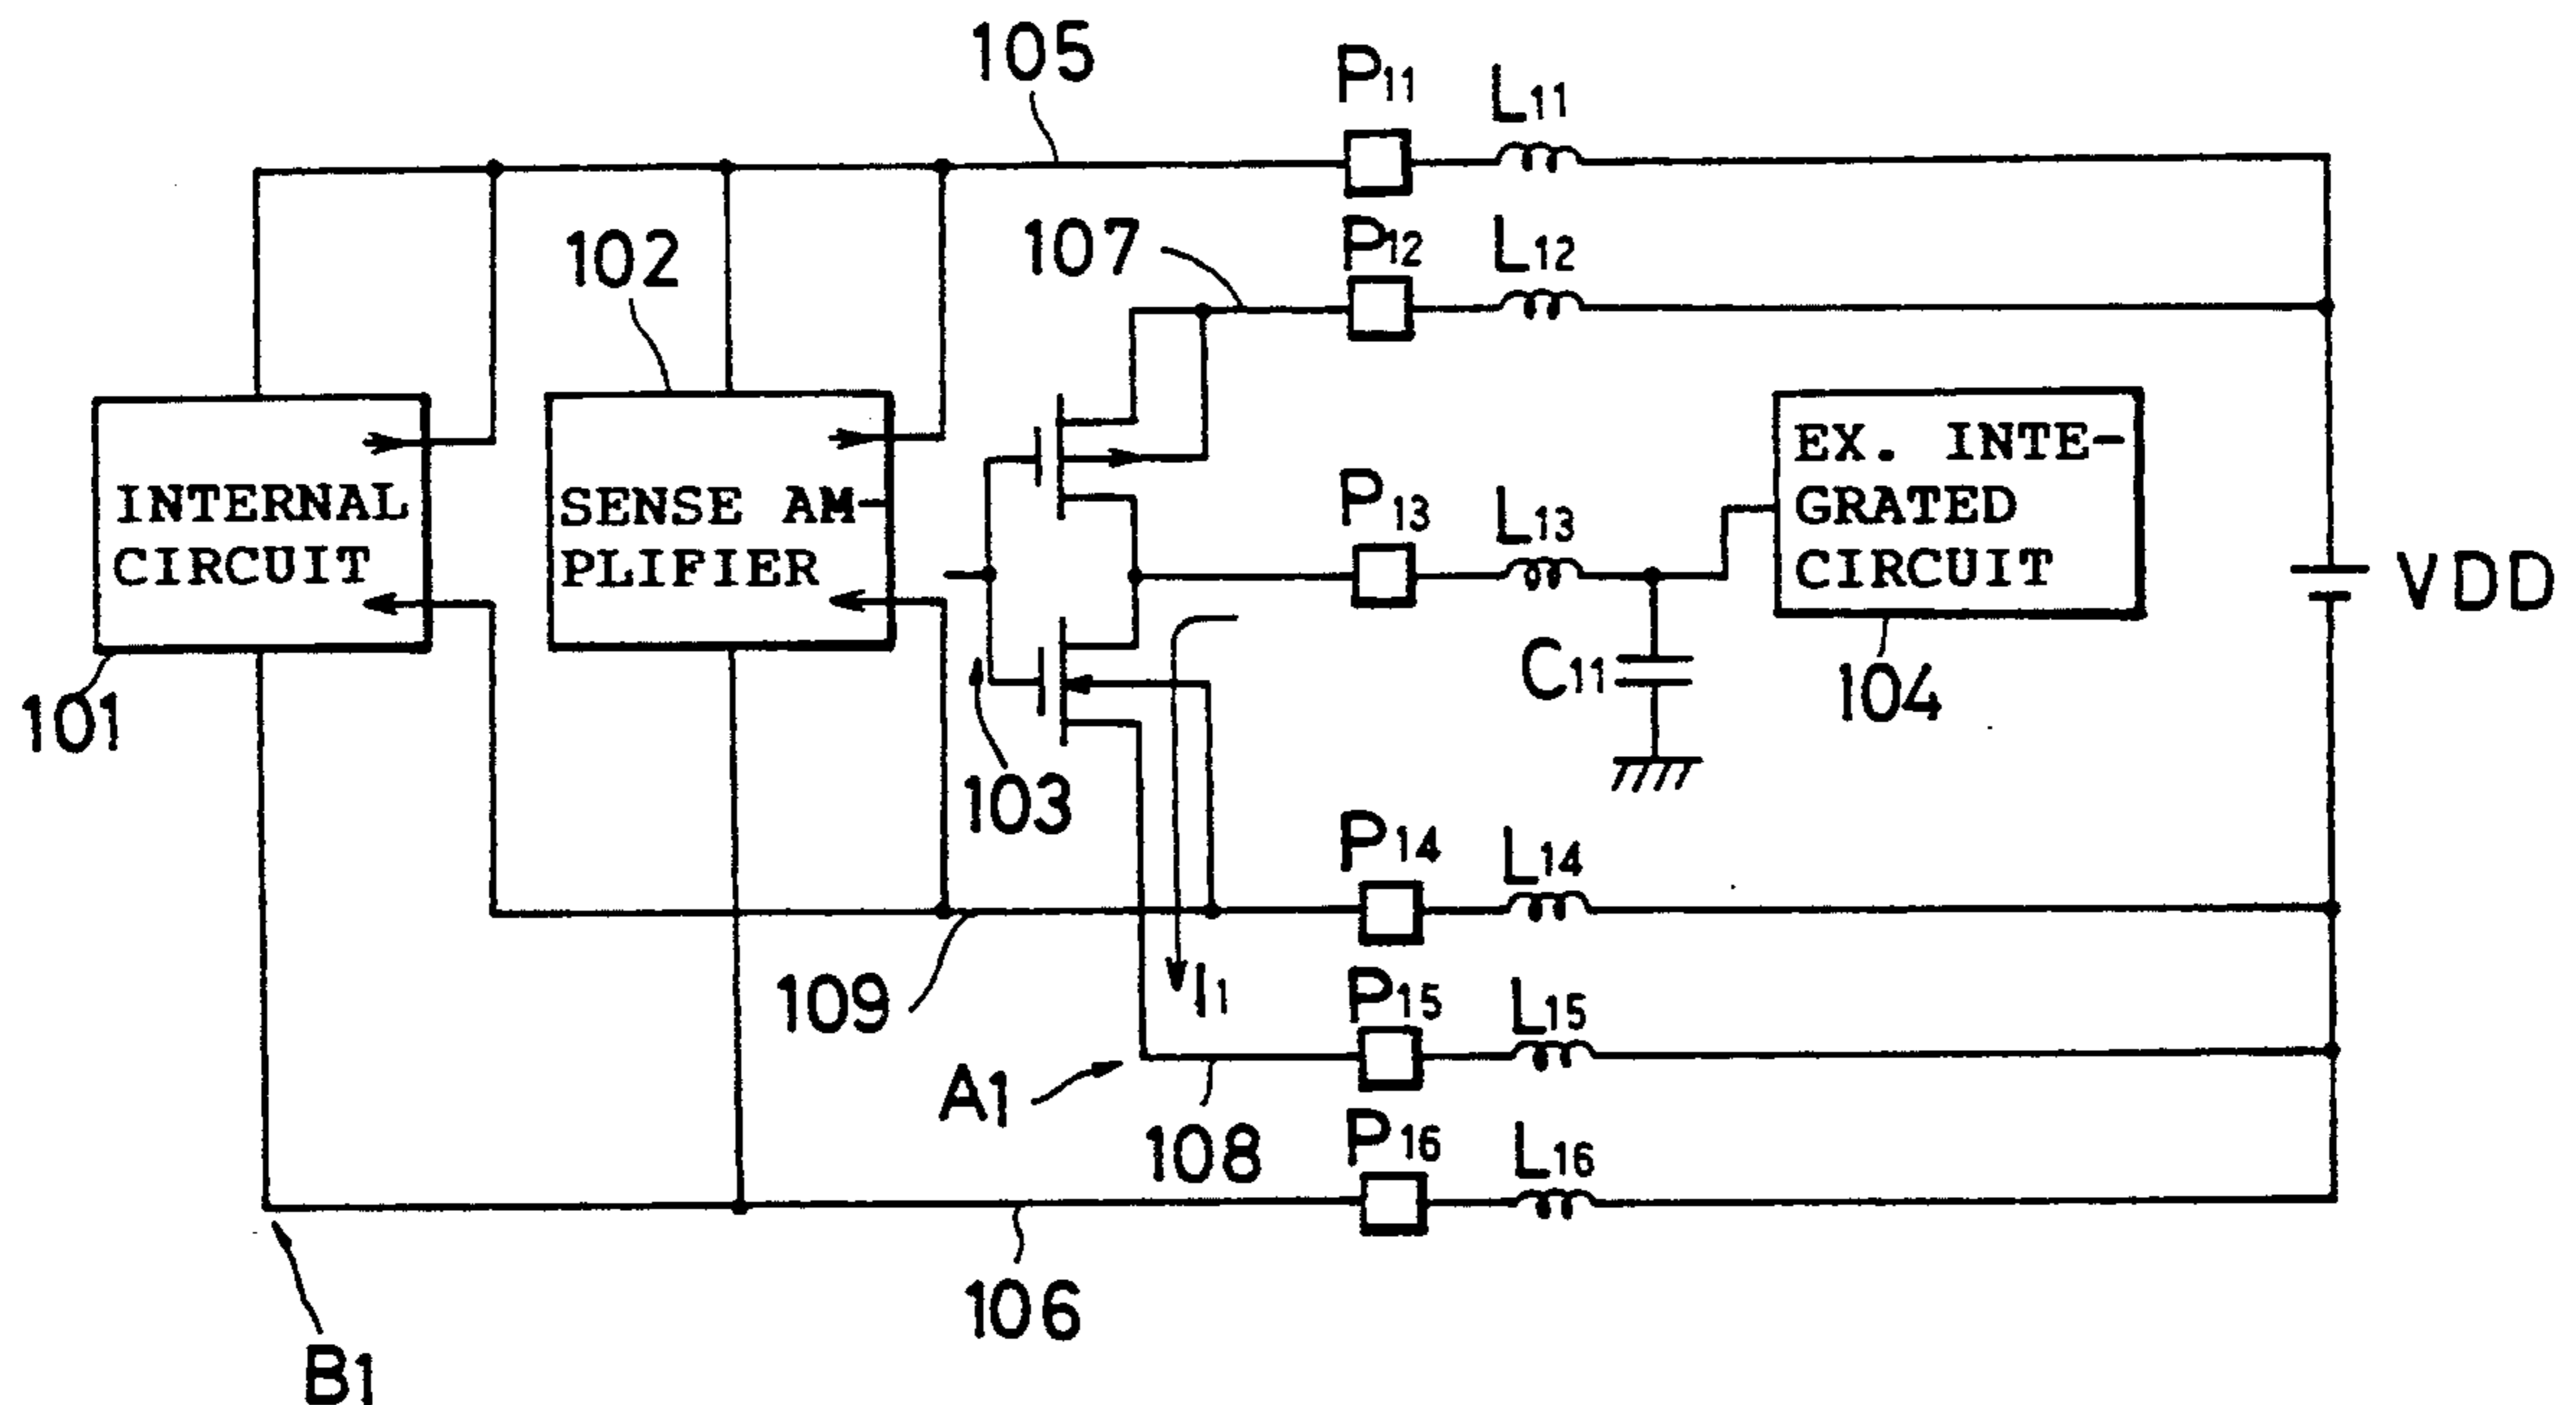 105
P11
L11
107
P12
L12
102
INTERNAL
CIRCUIT
SENSE AM-
PLIFIER
P13
L13
EX. INTE-
GRATED
CIRCUIT
VDD
101
103
C11
104
P14
L14
109
I1
P15
L15
A1
108
P16
L16
106
B1